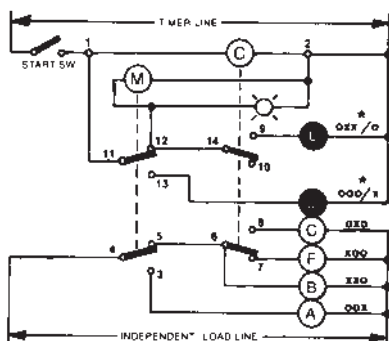 TIMER LINE
START SW
1
C
2
M
9
L
*
OXX/O
12
14
11
10
13
*
OOO/X
8
C
OXO
5
6
4
7
F
XOO
B
XXO
3
A
OOX
INDEPENDENT LOAD LINE